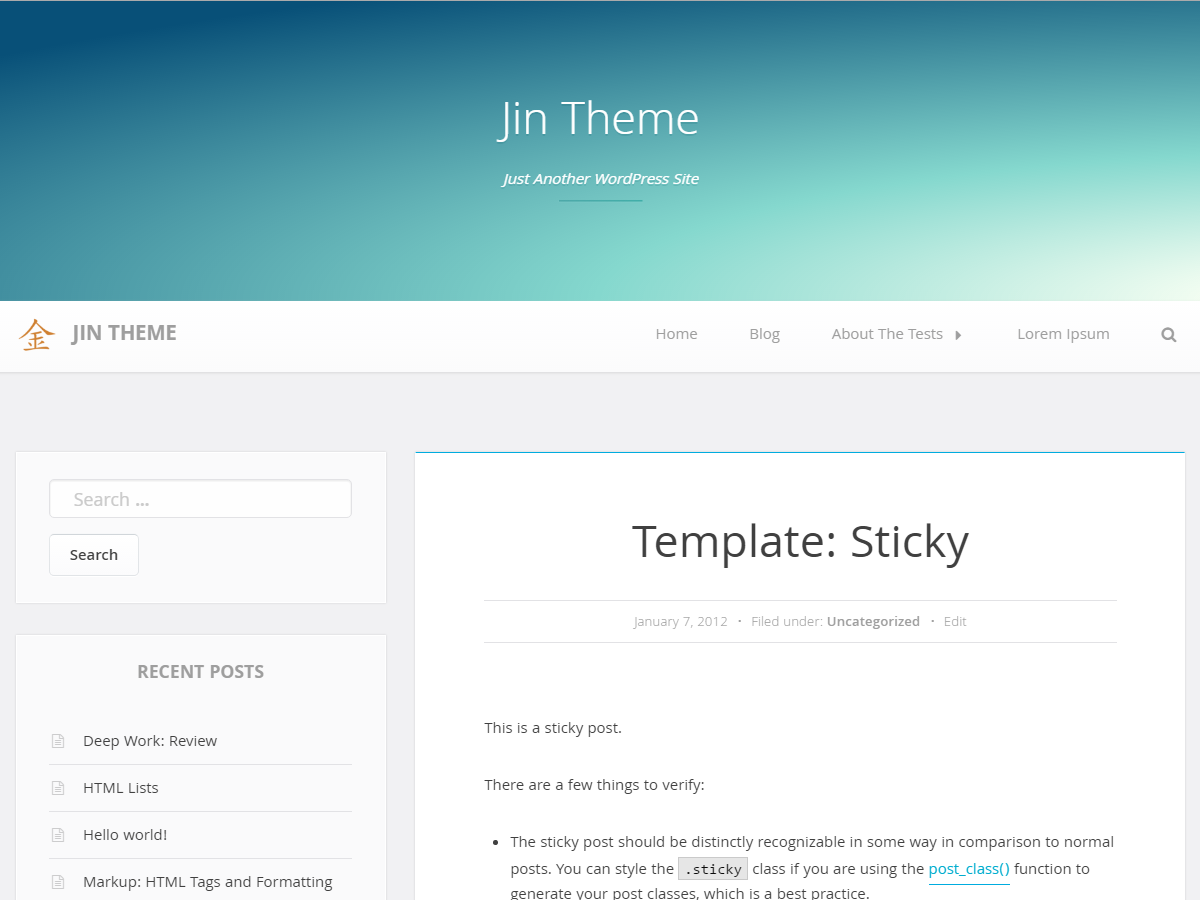 Jin Theme
Just Another WordPress Site
金 JIN THEME
Home Blog About The Tests Lorem Ipsum
Search ...
Search
RECENT POSTS
Deep Work: Review
HTML Lists
Hello world!
Markup: HTML Tags and Formatting
Template: Sticky
January 7, 2012 · Filed under: Uncategorized · Edit
This is a sticky post.
There are a few things to verify:
• The sticky post should be distinctly recognizable in some way in comparison to normal
posts. You can style the .sticky class if you are using the post_class() function to
generate your post classes, which is a best practice.